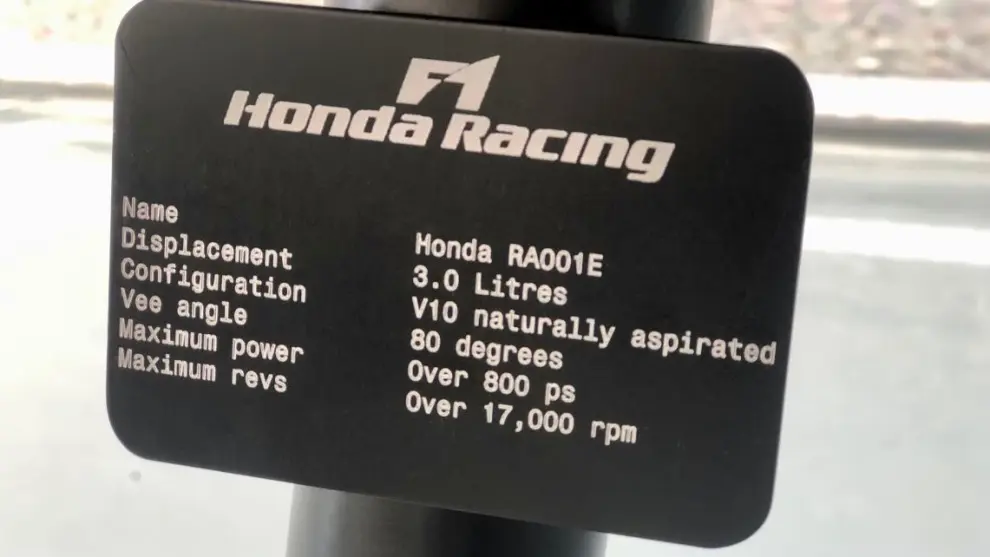 F1
Honda Racing
Name Honda RA001E
Displacement 3.0 Litres
Configuration V10 naturally aspirated
Vee angle 80 degrees
Maximum power Over 800 ps
Maximum revs Over 17,000 rpm